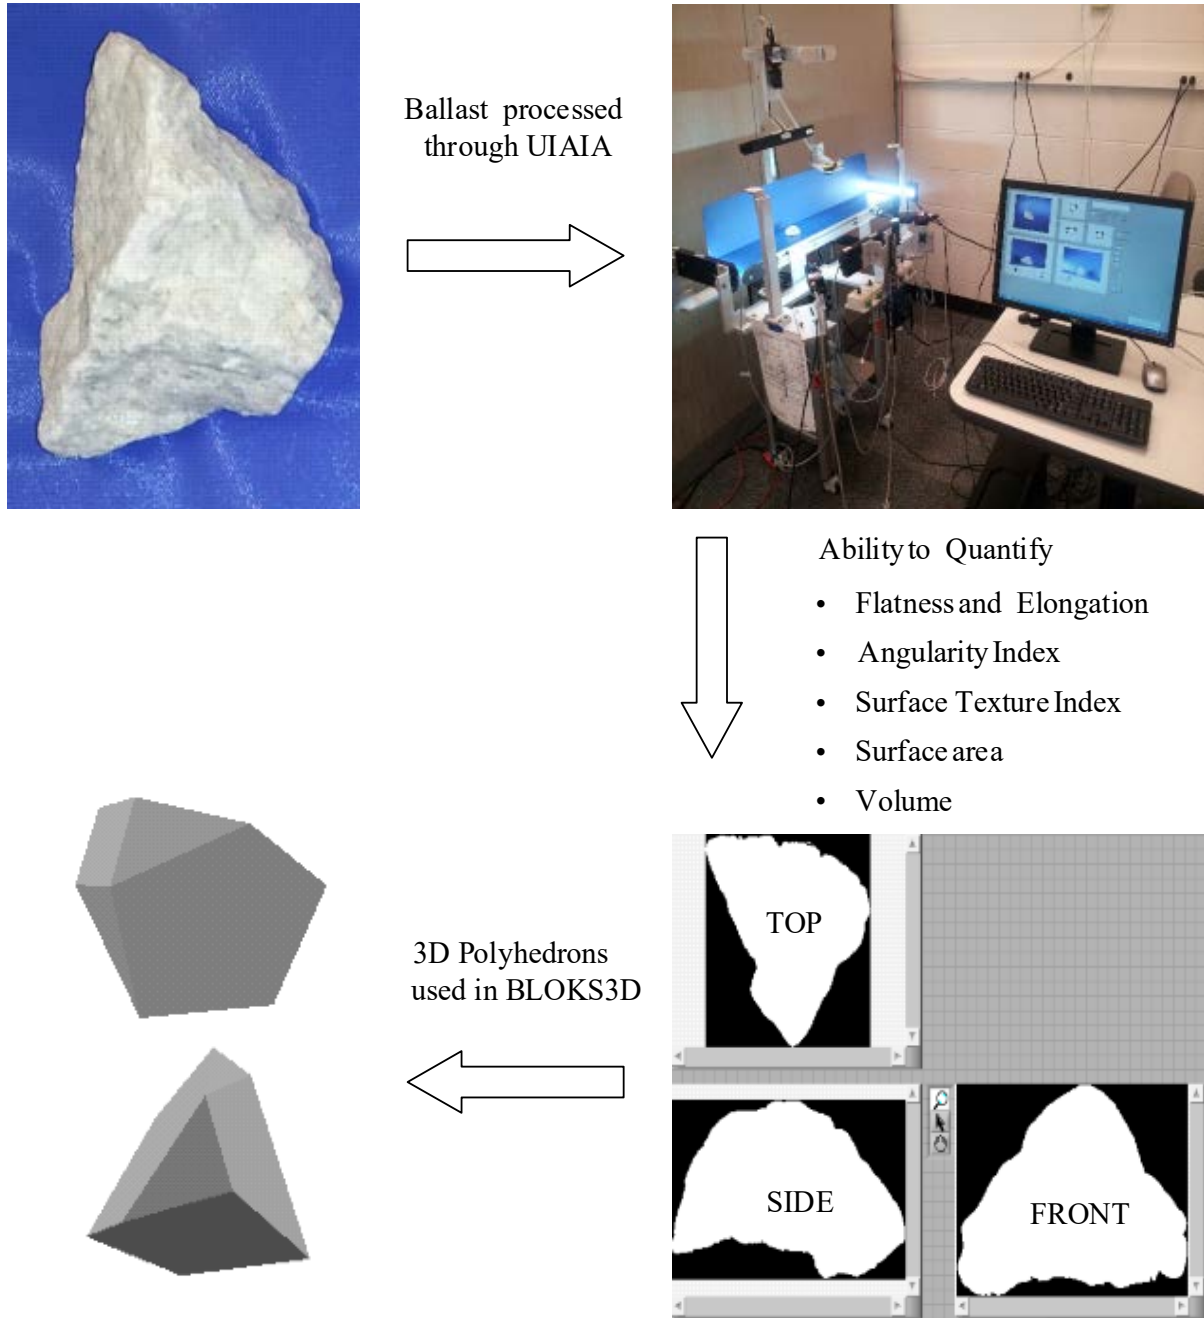 Ballast processed
through UIAIA
Ability to Quantify
• Flatness and Elongation
• Angularity Index
• Surface Texture Index
• Surface area
• Volume
TOP
3D Polyhedrons
used in BLOKS3D
SIDE
FRONT